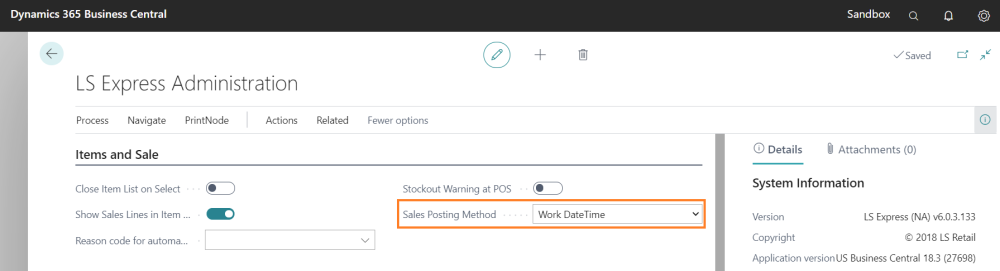 Dynamics 365 Business Central
Sandbox
Saved
LS Express Administration
Process Navigate PrintNode Actions Related Fewer options
Items and Sale
Close Item List on Select
Stockout Warning at POS
Show Sales Lines in Item ...
Sales Posting Method
Work DateTime
Reason code for automa...
Details Attachments (0)
System Information
Version LS Express (NA) v6.0.3.133
Copyright © 2018 LS Retail
Application version US Business Central 18.3 (27698)